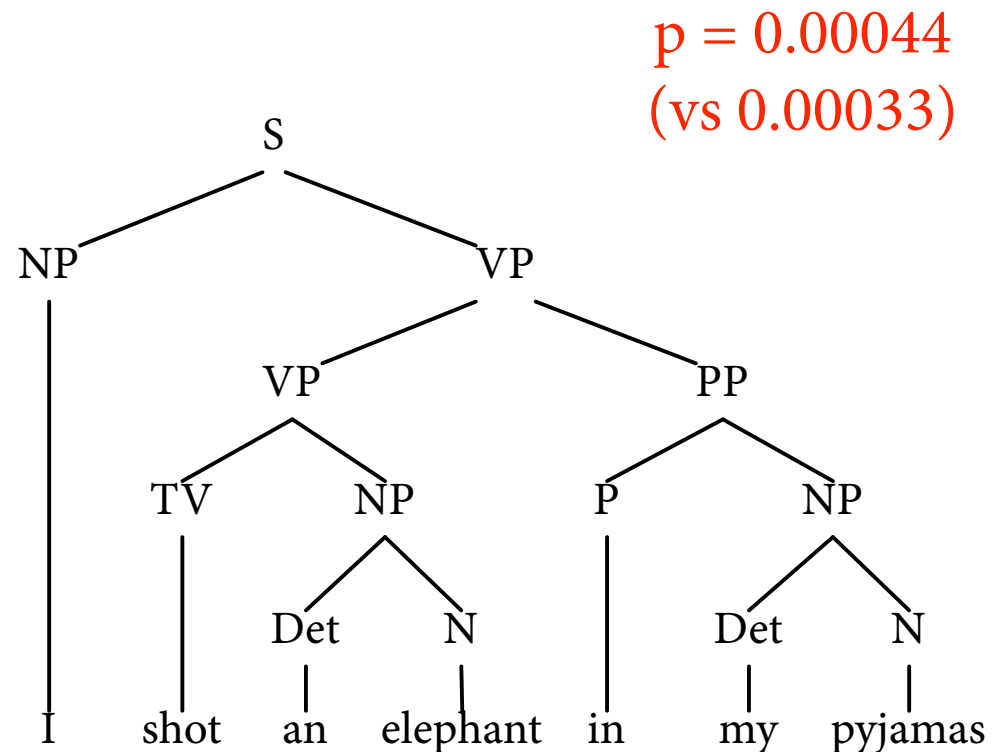 p = 0.00044
(vs 0.00033)
S
NP VP
VP PP
TV NP P NP
Det N Det N
I shot an elephant in my pyjamas